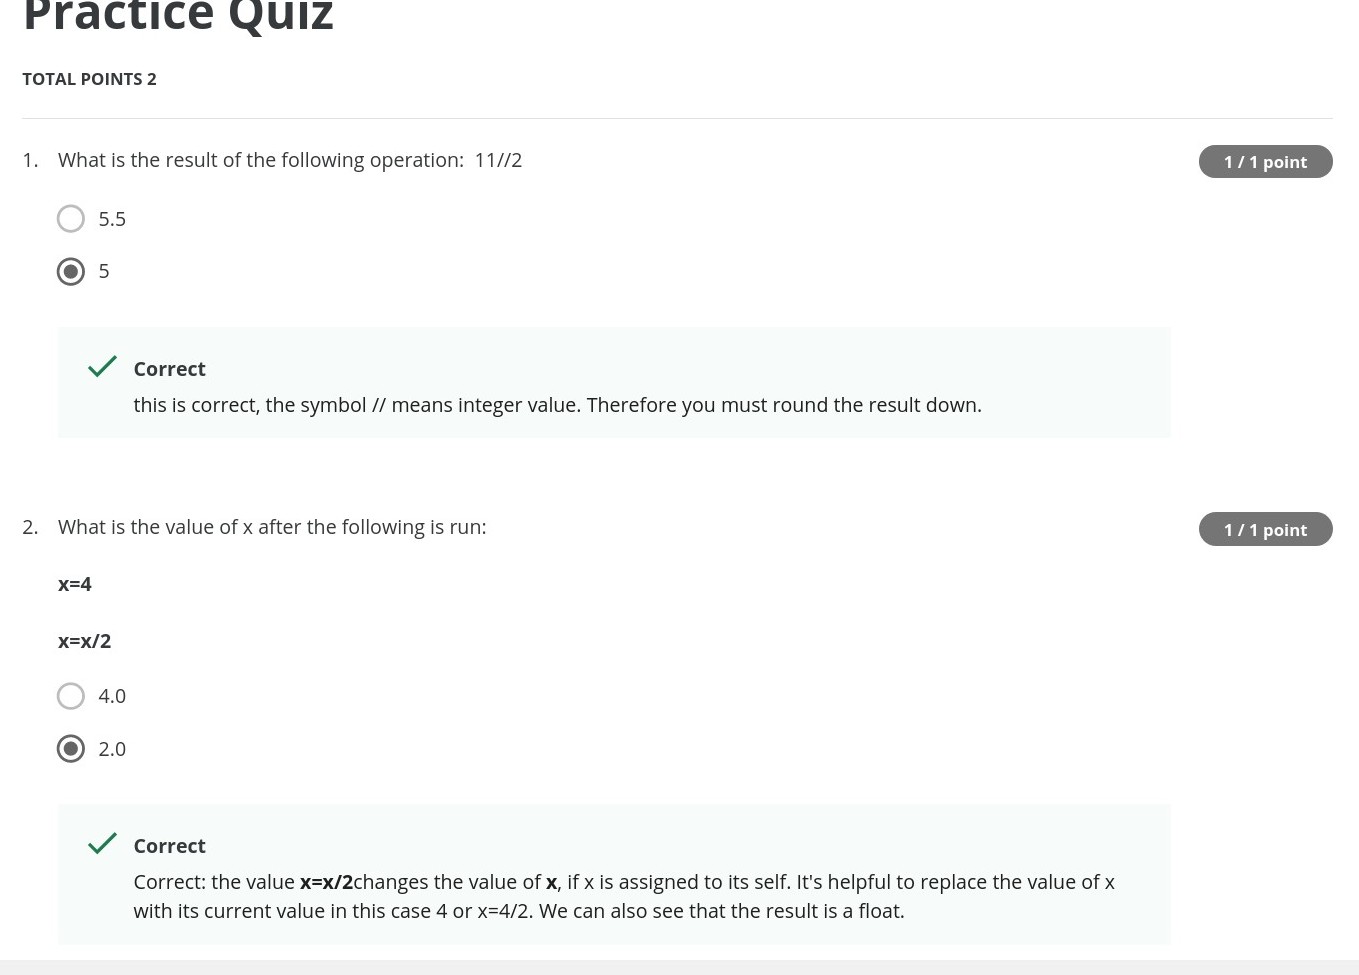 Practice Quiz
TOTAL POINTS 2
1. What is the result of the following operation: 11//2
1 / 1 point
5.5
5
Correct
this is correct, the symbol // means integer value. Therefore you must round the result down.
2. What is the value of x after the following is run:
1 / 1 point
x=4
x=x/2
4.0
2.0
Correct
Correct: the value x=x/2changes the value of x, if x is assigned to its self. It's helpful to replace the value of x
with its current value in this case 4 or x=4/2. We can also see that the result is a float.